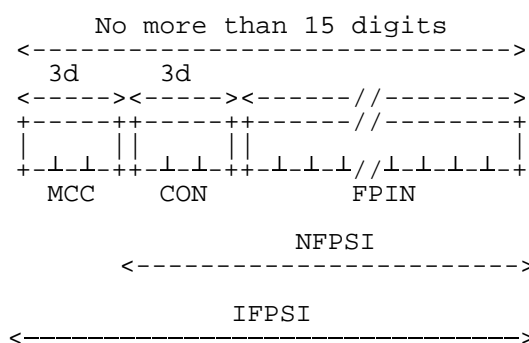 No more than 15 digits
3d 3d
MCC CON FPIN
NFPSI
IFPSI